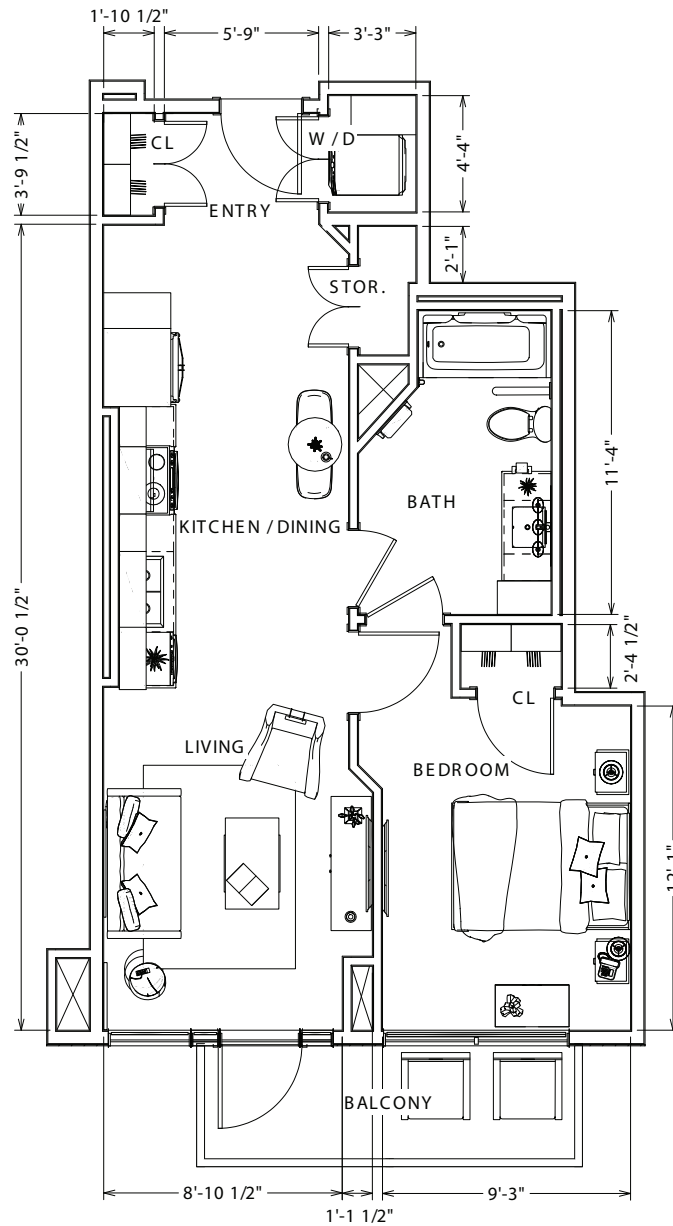 1'-10 1/2"
5'-9"
3'-3"
3'-9 1/2"
CL
W / D
4'-4"
ENTRY
2'-1"
STOR.
11'-4"
BATH
KITCHEN / DINING
30'-0 1/2"
2'-4 1/2"
CL
LIVING
BEDROOM
12'-1"
BALCONY
8'-10 1/2"
9'-3"
1'-1 1/2"